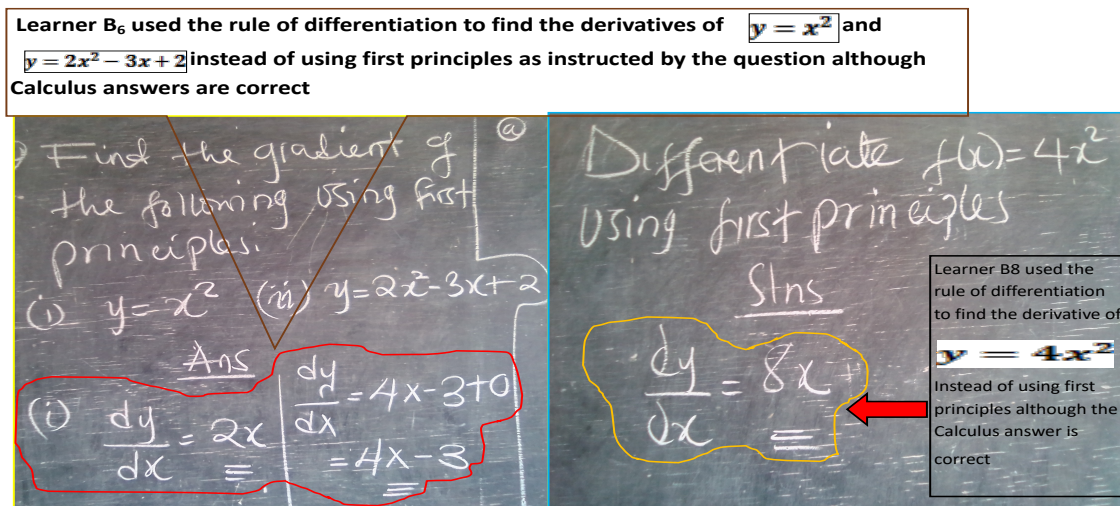 Learner B₆ used the rule of differentiation to find the derivatives of y = x² and
y = 2x² − 3x + 2 instead of using first principles as instructed by the question although
Calculus answers are correct
Find the gradient of
the following using first
principles.
(i) y = x² (ii) y = 2x² - 3x + 2
Ans
(i) dy/dx = 2x
dy/dx = 4x - 3 + 0
= 4x - 3
(a)
Differentiate f(x) = 4x²
using first principles
Slns
dy/dx = 8x
Learner B8 used the
rule of differentiation
to find the derivative of
y = 4x²
Instead of using first
principles although the
Calculus answer is
correct